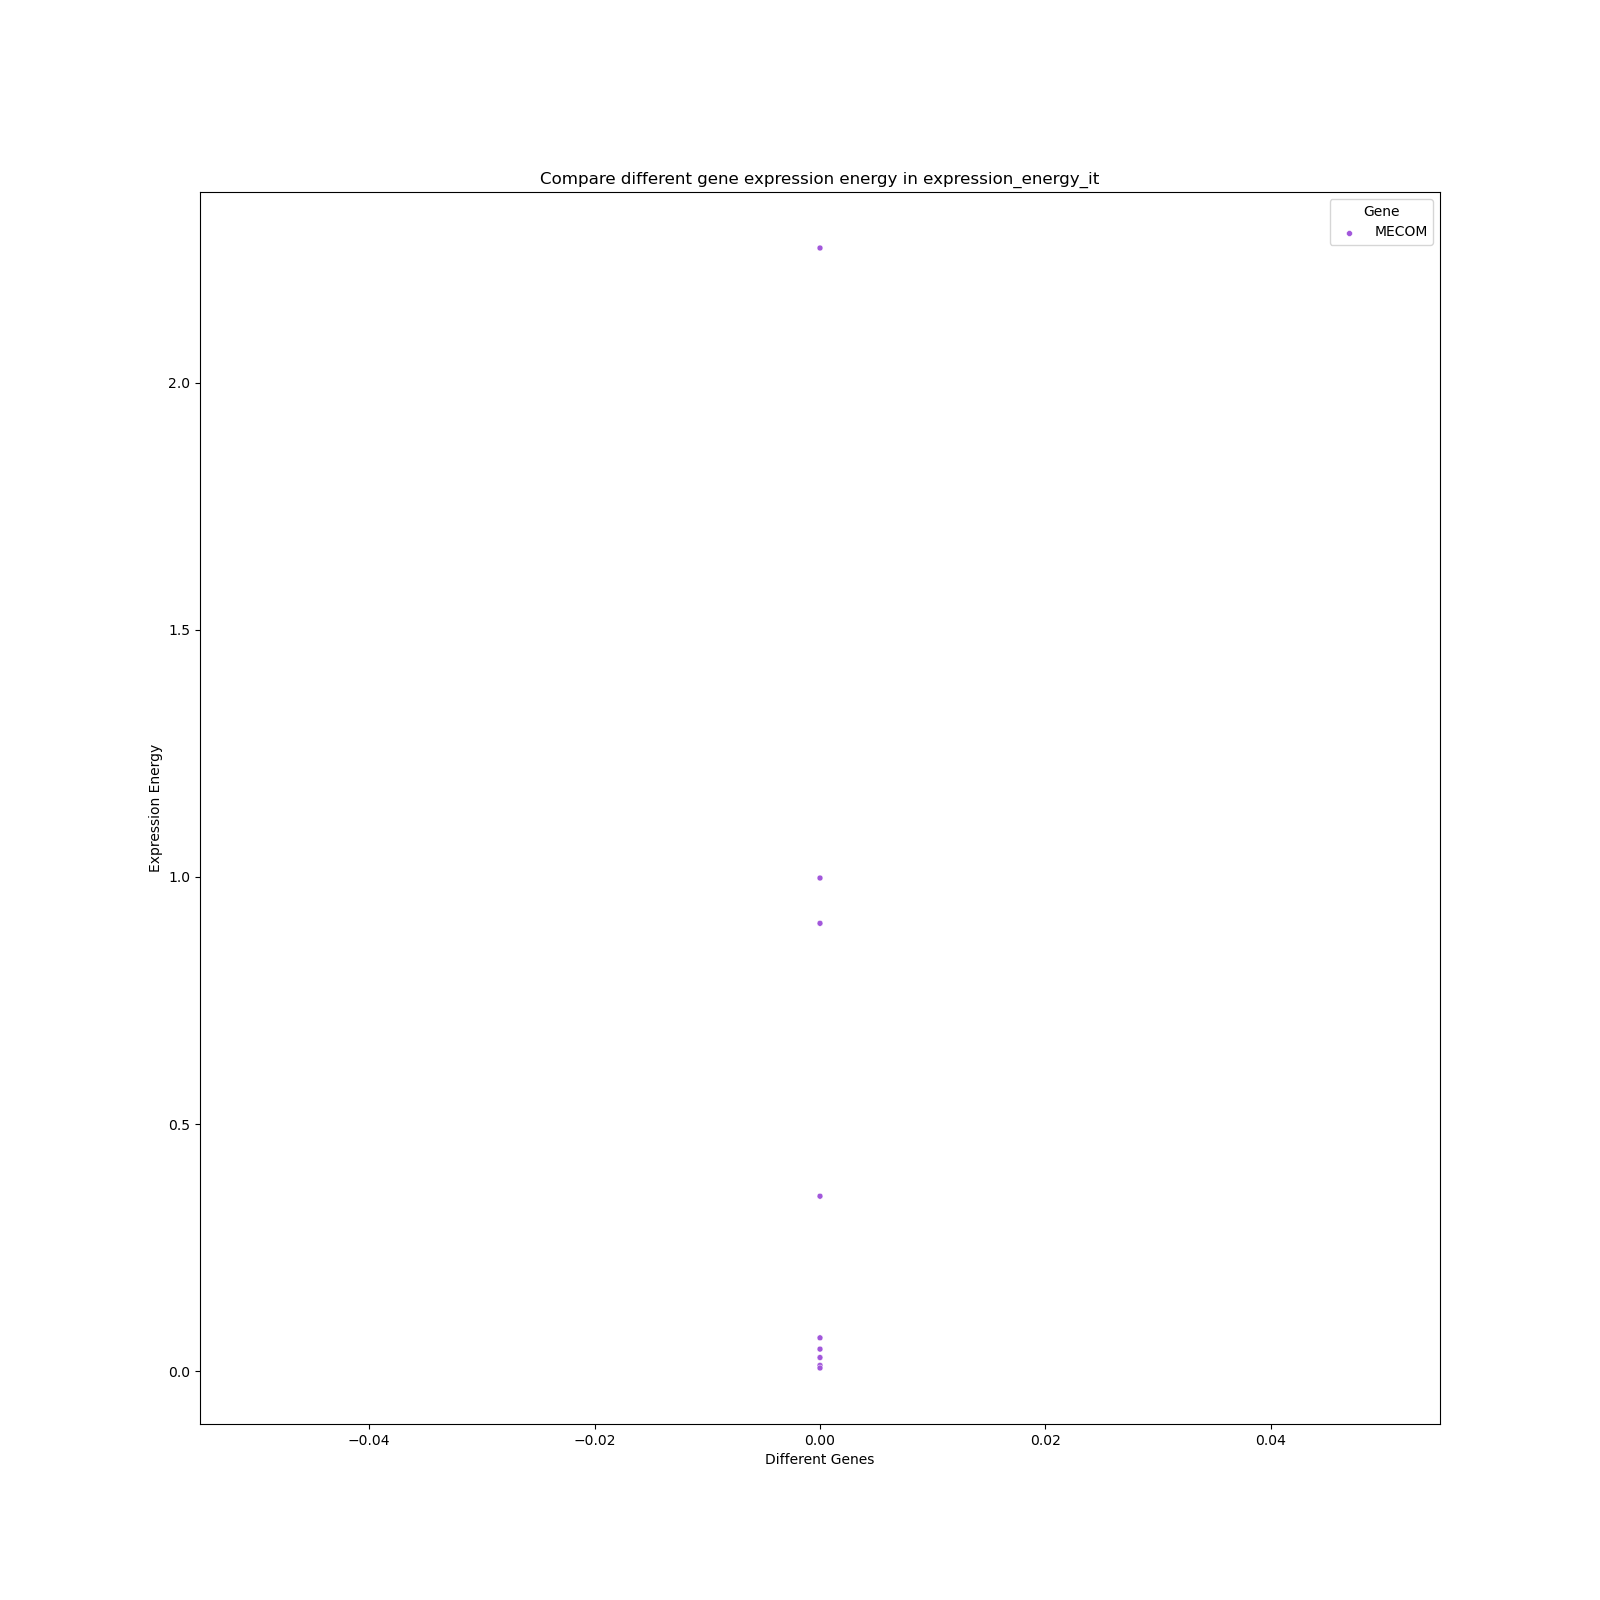 Compare different gene expression energy in expression_energy_it
Gene
MECOM
2.0
1.5
1.0
0.5
0.0
Expression Energy
−0.04
−0.02
0.00
0.02
0.04
Different Genes